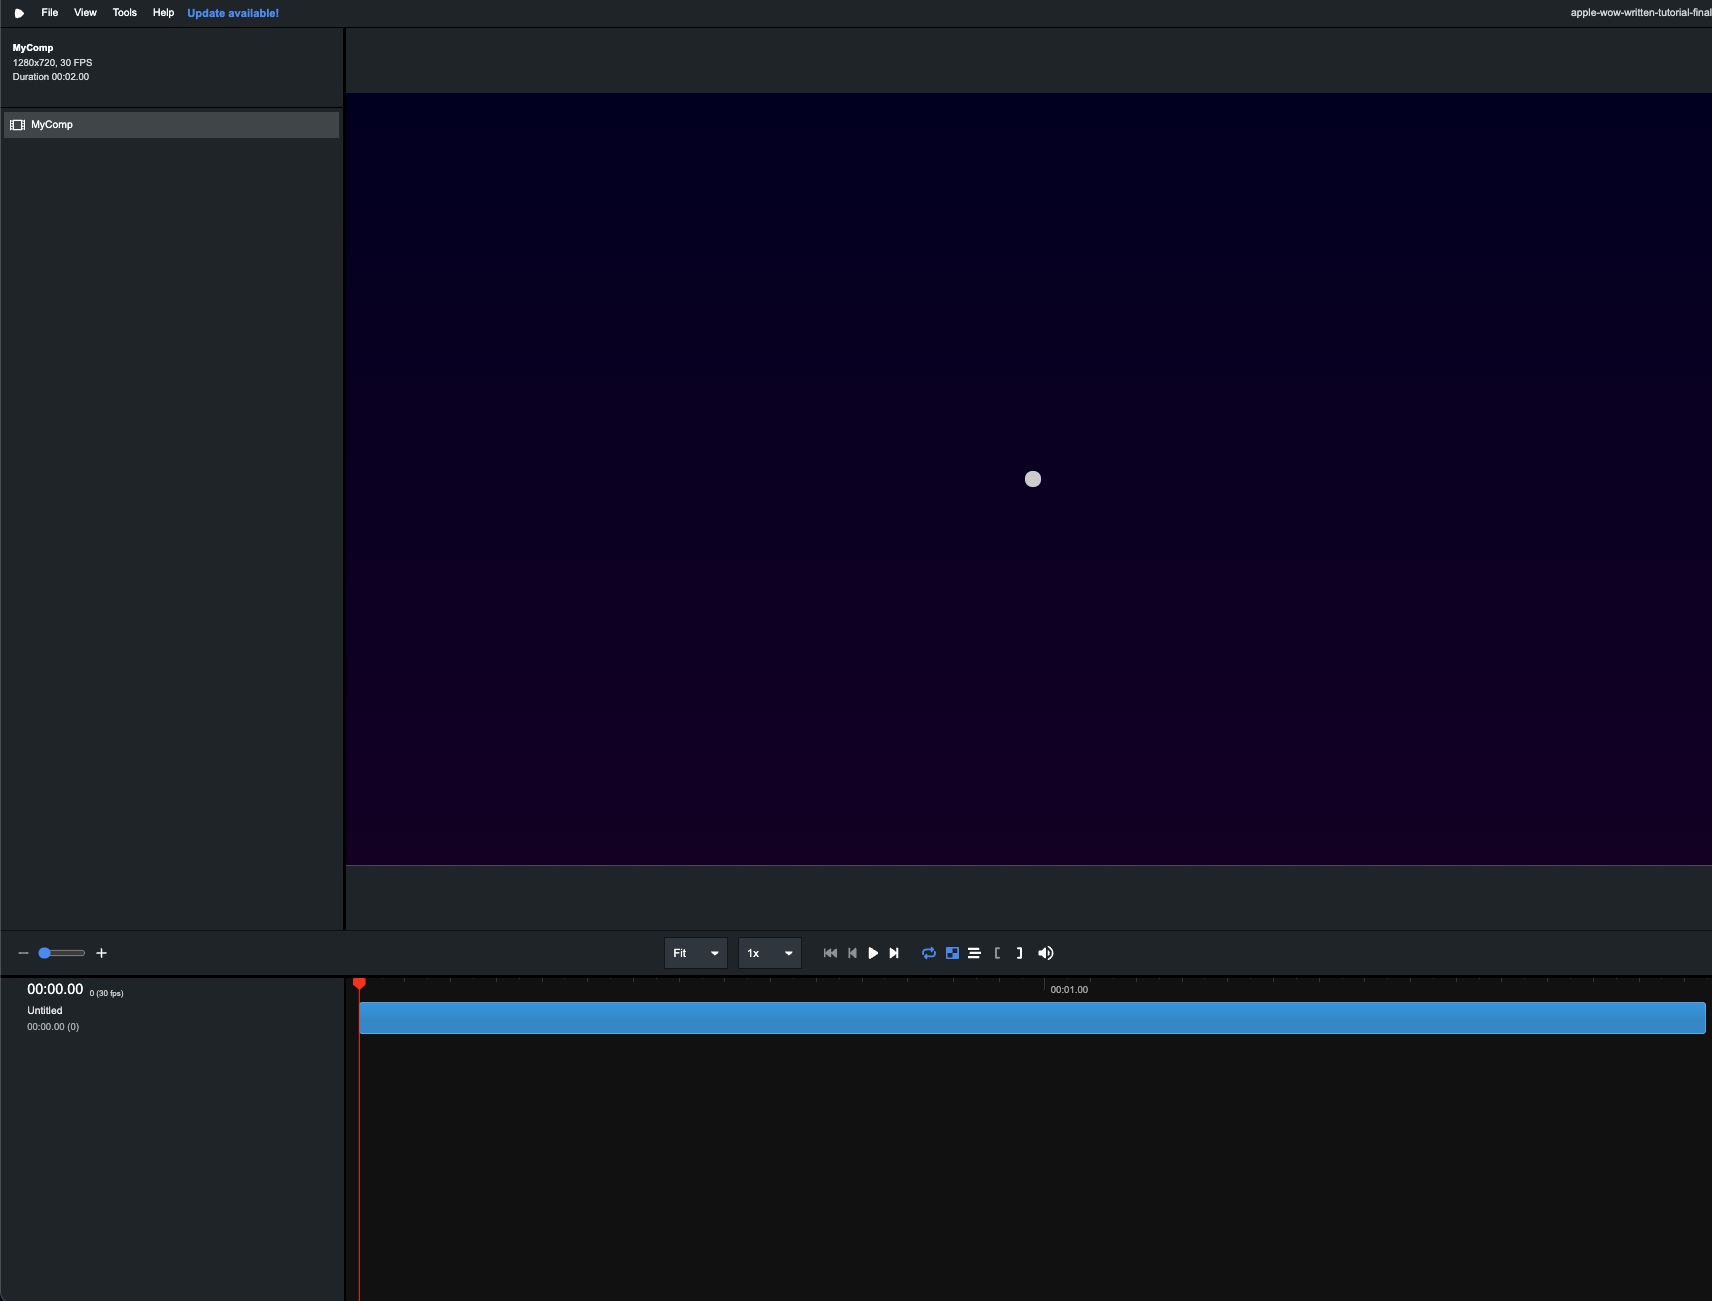 File View Tools Help Update available!
apple-wow-written-tutorial-final
MyComp
1280x720, 30 FPS
Duration 00:02.00
MyComp
Fit
1x
00:00.00 0 (30 fps)
00:01.00
Untitled
00:00.00 (0)